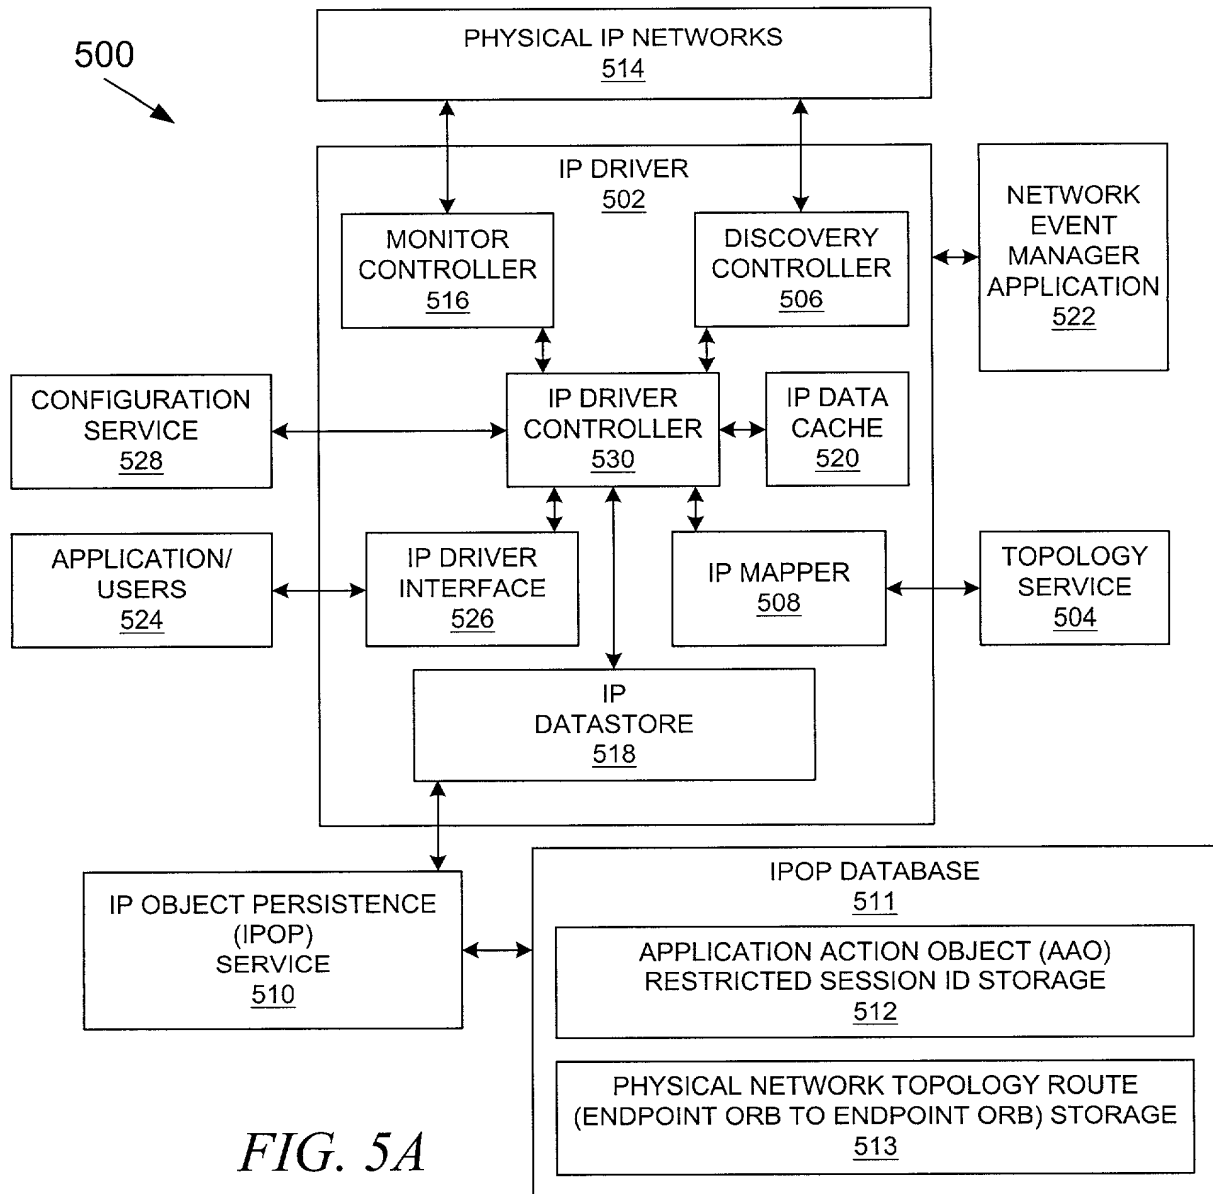 PHYSICAL IP NETWORKS
514
500
IP DRIVER
502
MONITOR
CONTROLLER
516
DISCOVERY
CONTROLLER
506
NETWORK
EVENT
MANAGER
APPLICATION
522
CONFIGURATION
SERVICE
528
IP DRIVER
CONTROLLER
530
IP DATA
CACHE
520
APPLICATION/
USERS
524
IP DRIVER
INTERFACE
526
IP MAPPER
508
TOPOLOGY
SERVICE
504
IP
DATASTORE
518
IP OBJECT PERSISTENCE
(IPOP)
SERVICE
510
IPOP DATABASE
511
APPLICATION ACTION OBJECT (AAO)
RESTRICTED SESSION ID STORAGE
512
PHYSICAL NETWORK TOPOLOGY ROUTE
(ENDPOINT ORB TO ENDPOINT ORB) STORAGE
513
FIG. 5A